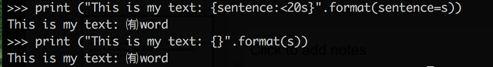 >>> print ("This is my text: {sentence:<20s}".format(sentence=s))
This is my text: ㈲word
>>> print ("This is my text: {}".format(s))
This is my text: ㈲word